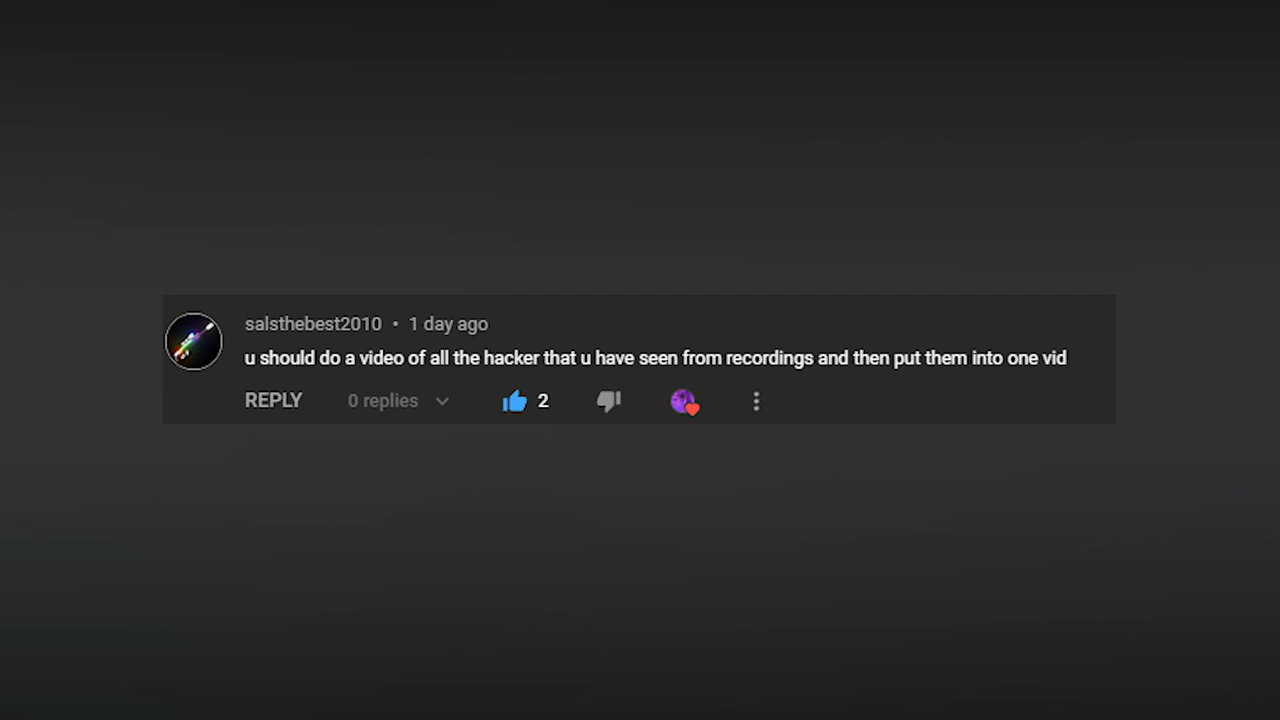 salsthebest2010 • 1 day ago
u should do a video of all the hacker that u have seen from recordings and then put them into one vid
REPLY 0 replies 2